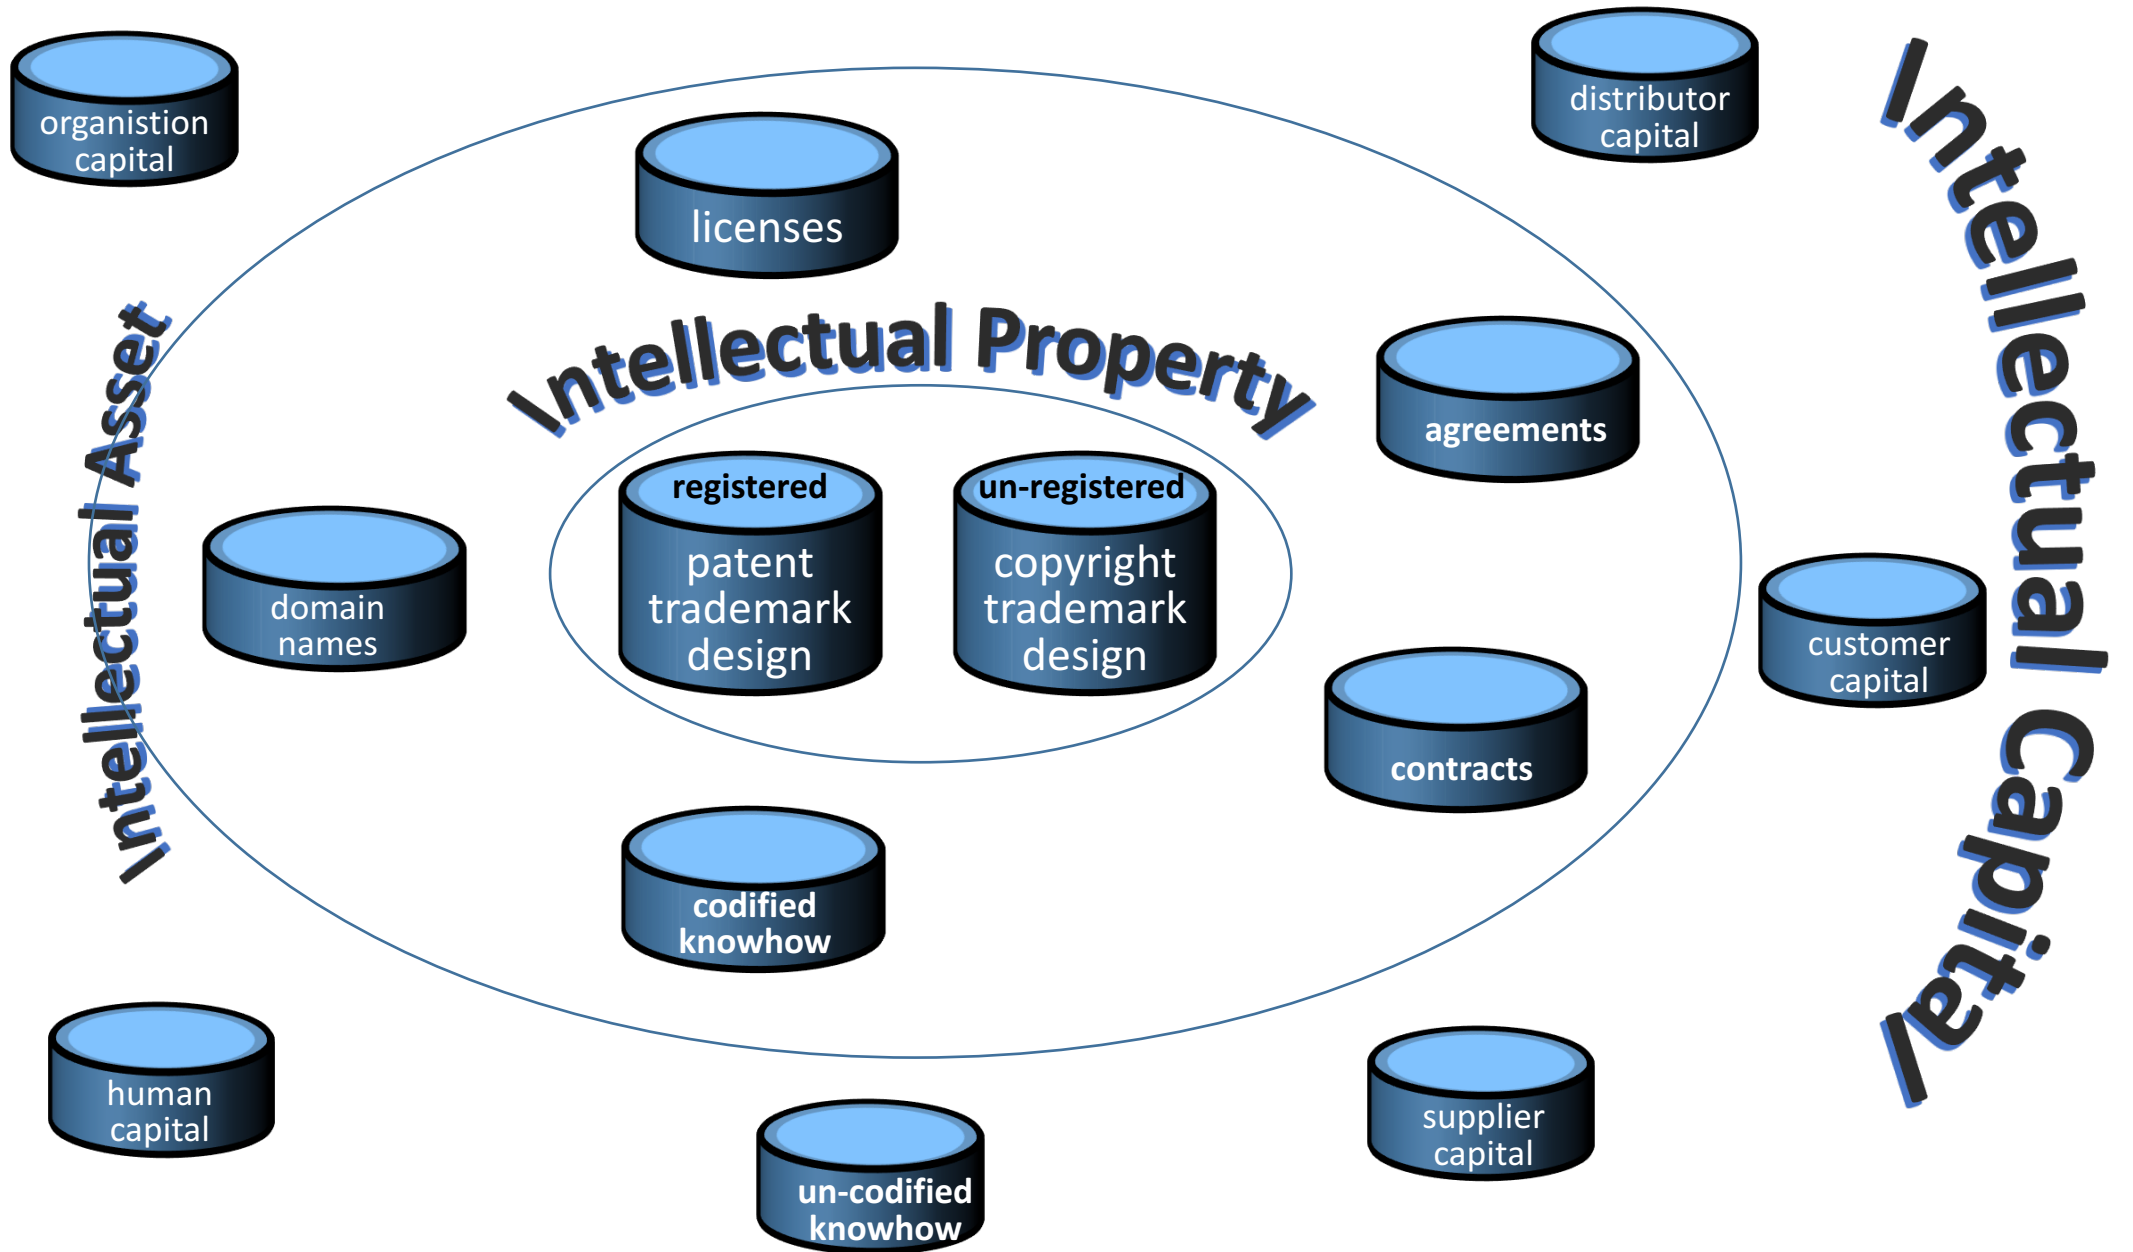 organistion
capital
distributor
capital
licenses
Intellectual Capital
Intellectual Property
Intellectual Asset
agreements
registered
patent
trademark
design
un-registered
copyright
trademark
design
domain
names
customer
capital
contracts
codified
knowhow
human
capital
supplier
capital
un-codified
knowhow